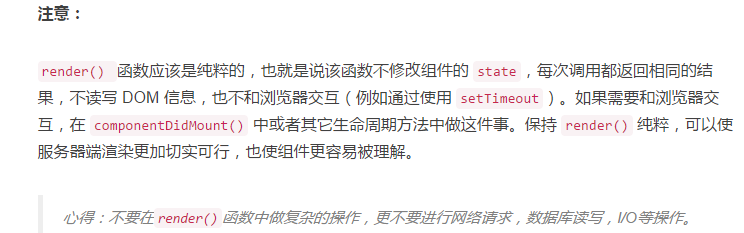 注意：
render() 函数应该是纯粹的，也就是说该函数不修改组件的 state，每次调用都返回相同的结
果，不读写 DOM 信息，也不和浏览器交互（例如通过使用 setTimeout）。如果需要和浏览器交
互，在 componentDidMount() 中或者其它生命周期方法中做这件事。保持 render() 纯粹，可以使
服务器端渲染更加切实可行，也使组件更容易被理解。
心得：不要在render()函数中做复杂的操作，更不要进行网络请求，数据库读写，I/O等操作。